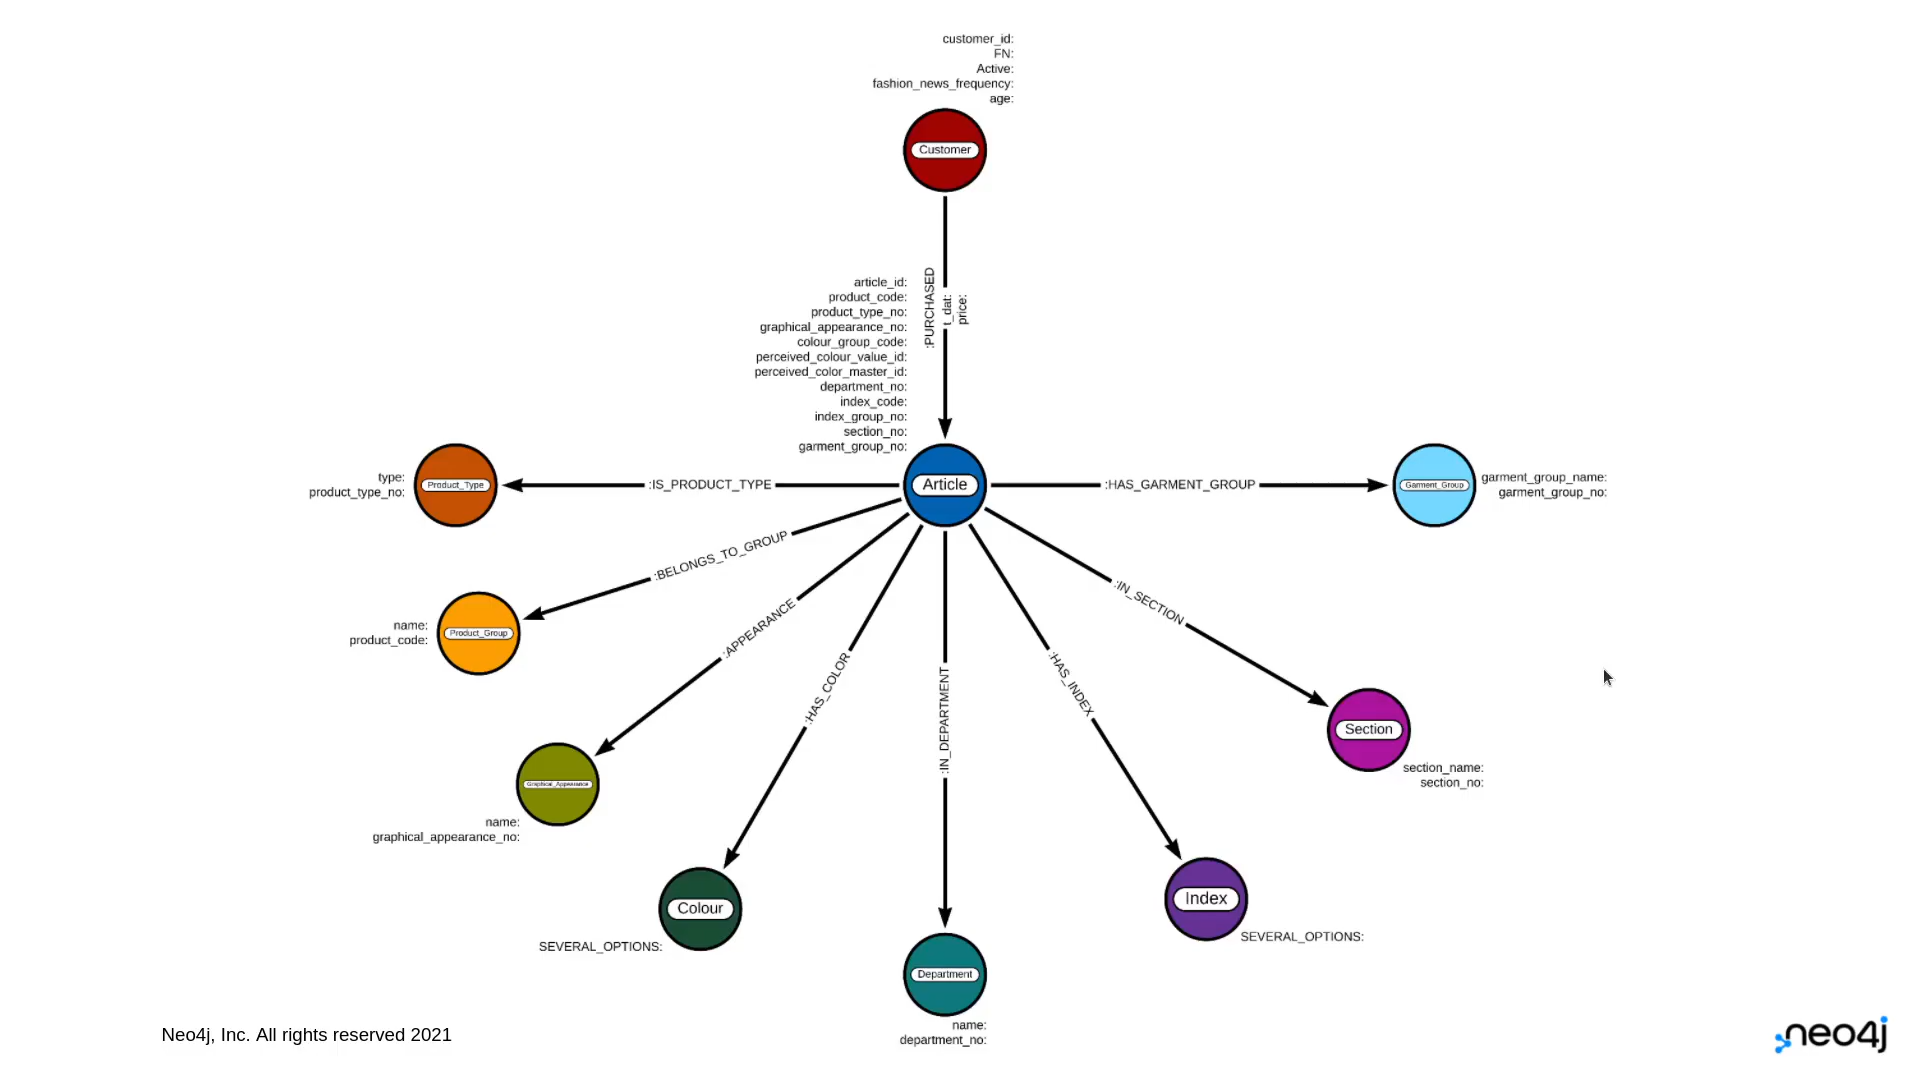 customer_id:
FN:
Active:
fashion_news_frequency:
age:
Customer
:PURCHASED
t_dat:
price:
article_id:
product_code:
product_type_no:
graphical_appearance_no:
colour_group_code:
perceived_colour_value_id:
perceived_color_master_id:
department_no:
index_code:
index_group_no:
section_no:
garment_group_no:
type:
product_type_no:
Product_Type
:IS_PRODUCT_TYPE
Article
:HAS_GARMENT_GROUP
Garment_Group
garment_group_name:
garment_group_no:
:BELONGS_TO_GROUP
name:
product_code:
Product_Group
:APPEARANCE
:HAS_COLOR
:IN_DEPARTMENT
:HAS_INDEX
:IN_SECTION
Section
section_name:
section_no:
Graphical_Appearance
name:
graphical_appearance_no:
Colour
SEVERAL_OPTIONS:
Index
SEVERAL_OPTIONS:
Department
name:
department_no:
Neo4j, Inc. All rights reserved 2021
neo4j